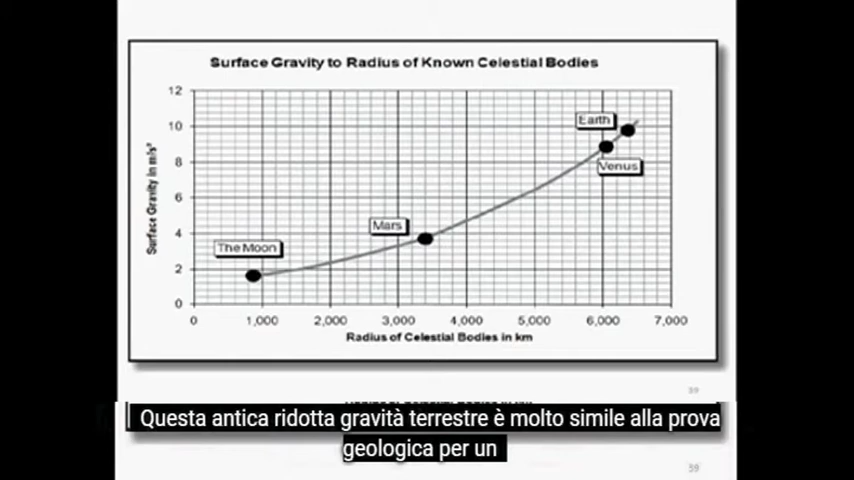 Surface Gravity to Radius of Known Celestial Bodies
12
10
8
6
4
2
0
Surface Gravity in m/s²
Earth
Venus
Mars
The Moon
0 1,000 2,000 3,000 4,000 5,000 6,000 7,000
Radius of Celestial Bodies in km
39
Questa antica ridotta gravità terrestre è molto simile alla prova
geologica per un
39